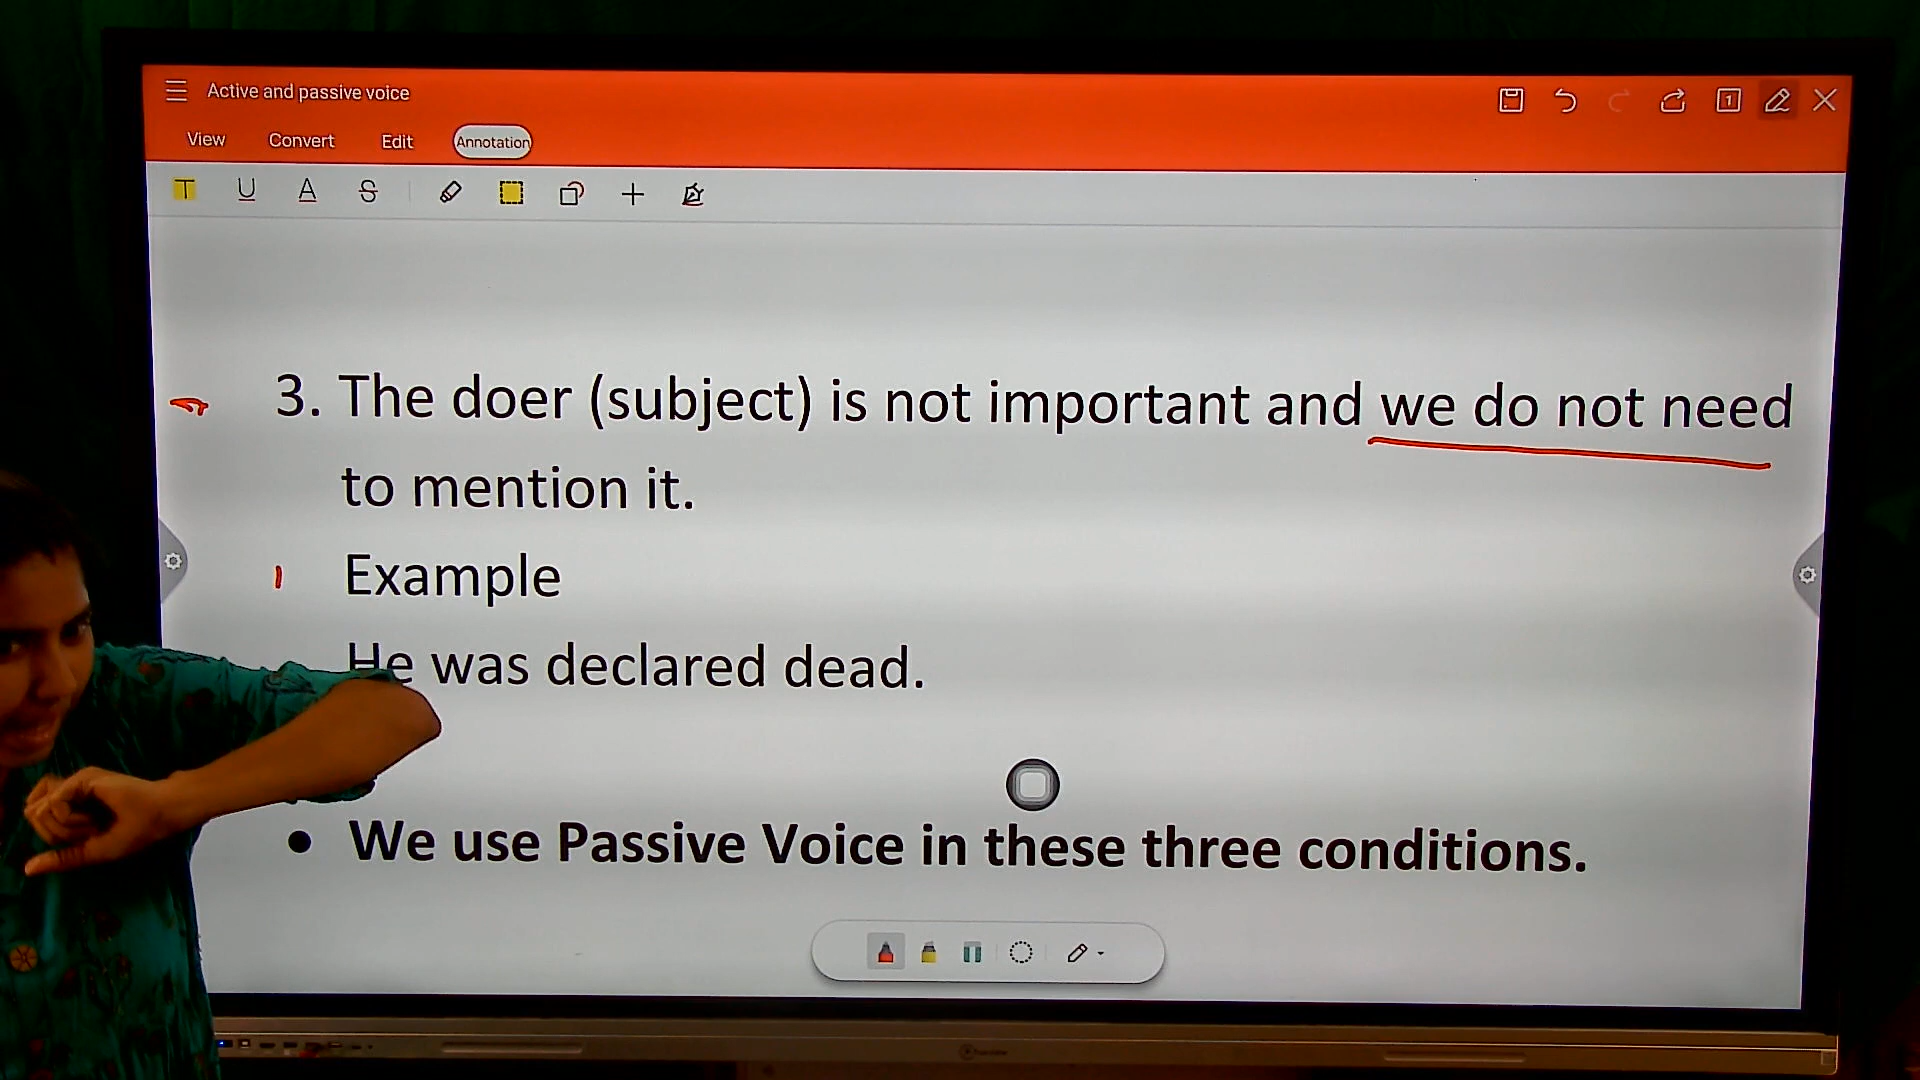 Active and passive voice
View Convert Edit Annotation
3. The doer (subject) is not important and we do not need
to mention it.
Example
He was declared dead.
• We use Passive Voice in these three conditions.